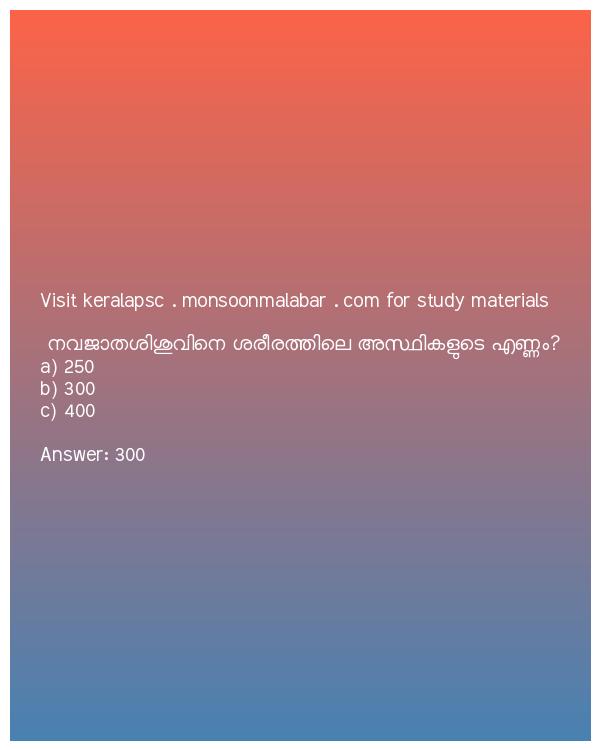 Visit keralapsc . monsoonmalabar . com for study materials
നവജാതശിശുവിനെ ശരീരത്തിലെ അസ്ഥികളുടെ എണ്ണം?
a) 250
b) 300
c) 400
Answer: 300